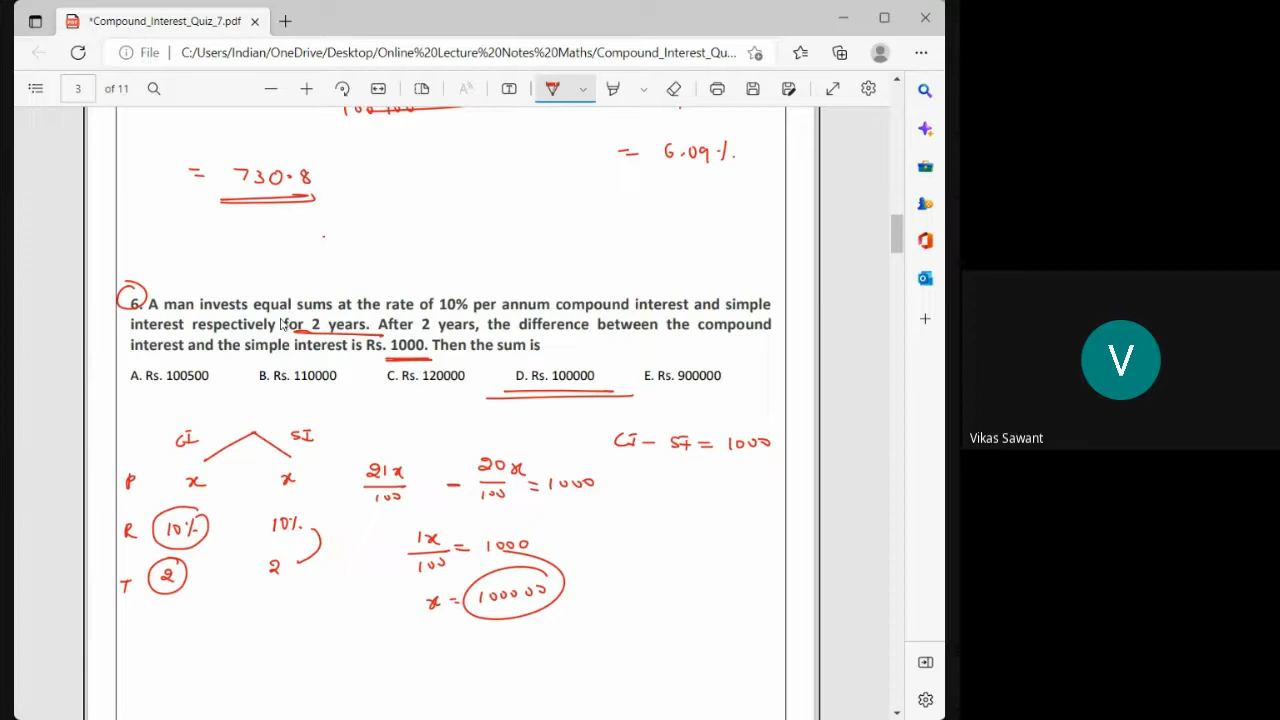 *Compound_Interest_Quiz_7.pdf
File C:/Users/Indian/OneDrive/Desktop/Online%20Lecture%20Notes%20Maths/Compound_Interest_Qu...
3 of 11
= 730.8
= 6.09%
6. A man invests equal sums at the rate of 10% per annum compound interest and simple
interest respectively for 2 years. After 2 years, the difference between the compound
interest and the simple interest is Rs. 1000. Then the sum is
A. Rs. 100500 B. Rs. 110000 C. Rs. 120000 D. Rs. 100000 E. Rs. 900000
CI SI
CI - SI = 1000
P x x
21x/100 - 20x/100 = 1000
R 10% 10%
1x/100 = 1000
T 2 2
x = 100000
V
Vikas Sawant